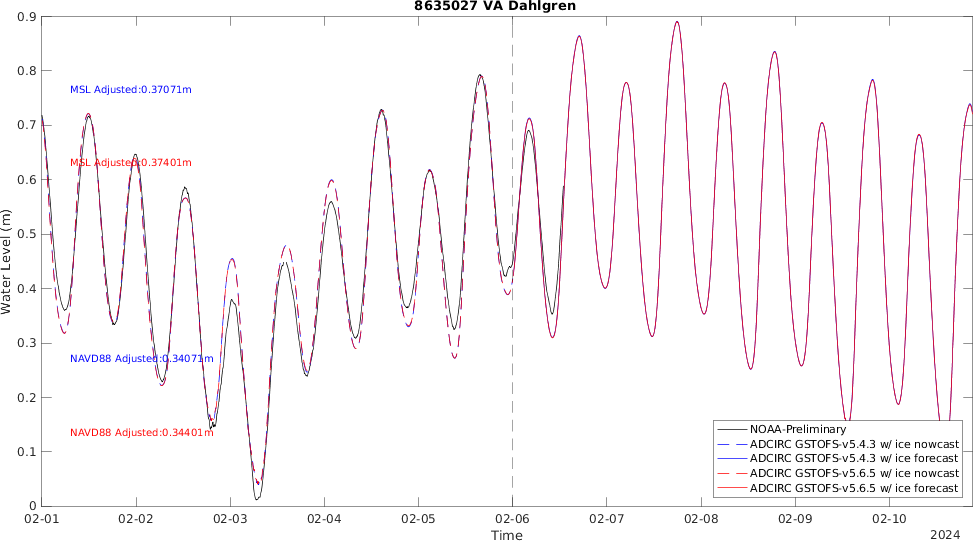 8635027 VA Dahlgren
0.9
0.8
0.7
0.6
0.5
0.4
0.3
0.2
0.1
0
Water Level (m)
MSL Adjusted:0.37071m
MSL Adjusted:0.37401m
NAVD88 Adjusted:0.34071m
NAVD88 Adjusted:0.34401m
NOAA-Preliminary
ADCIRC GSTOFS-v5.4.3 w/ ice nowcast
ADCIRC GSTOFS-v5.4.3 w/ ice forecast
ADCIRC GSTOFS-v5.6.5 w/ ice nowcast
ADCIRC GSTOFS-v5.6.5 w/ ice forecast
02-01 02-02 02-03 02-04 02-05 02-06 02-07 02-08 02-09 02-10
Time
2024